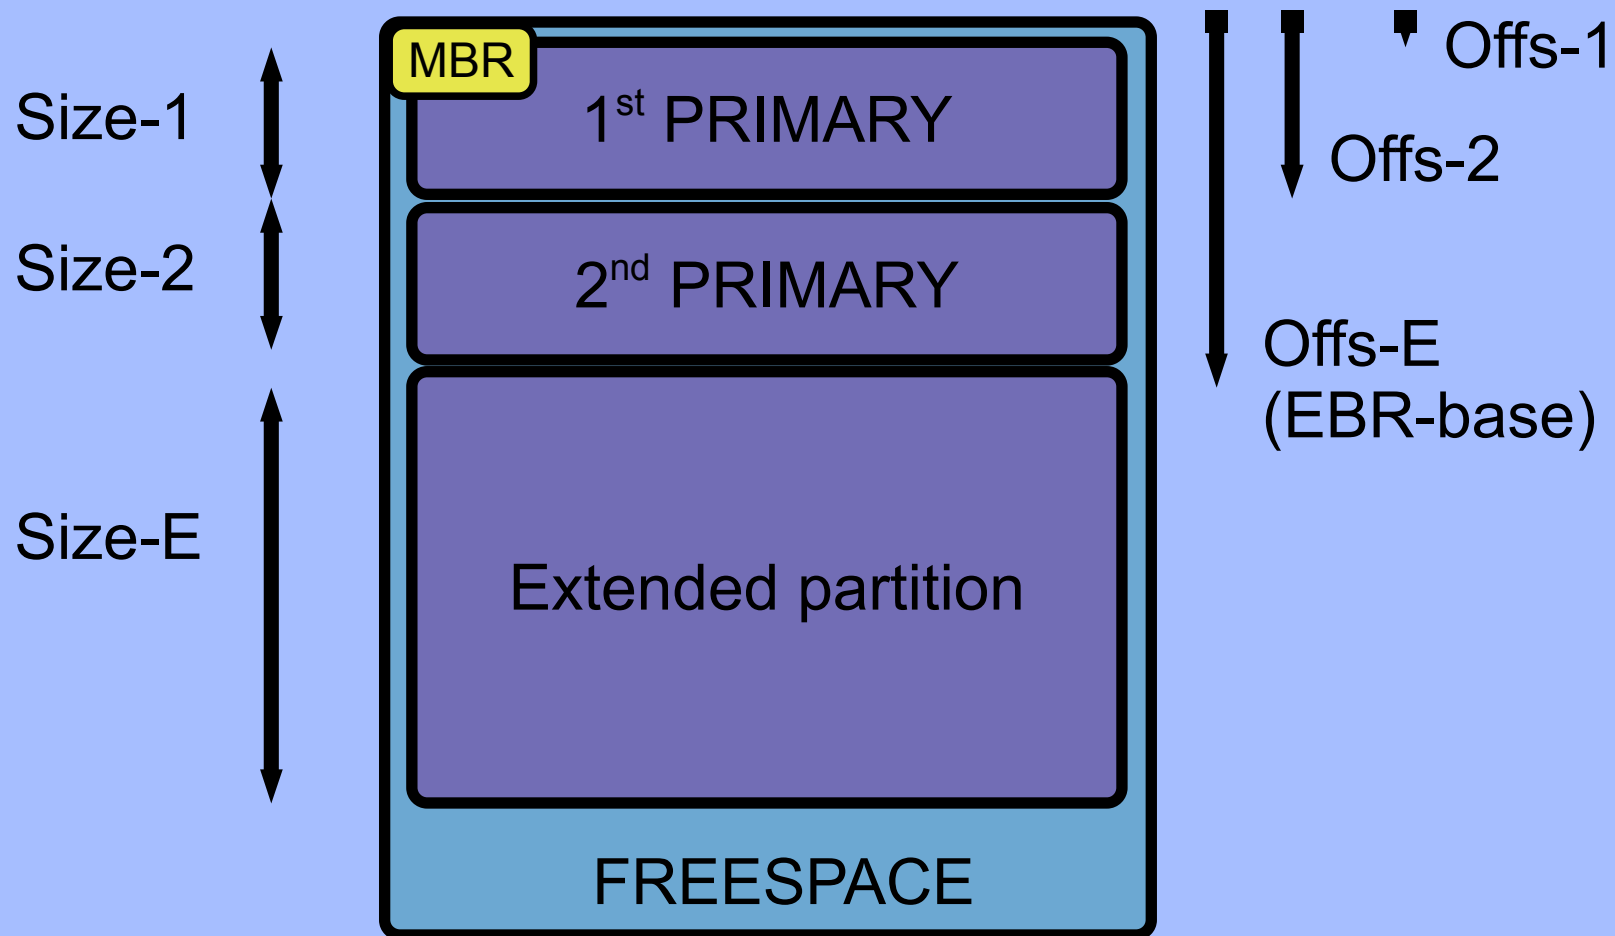 MBR
Offs-1
Size-1
1st PRIMARY
Offs-2
Size-2
2nd PRIMARY
Offs-E
(EBR-base)
Size-E
Extended partition
FREESPACE